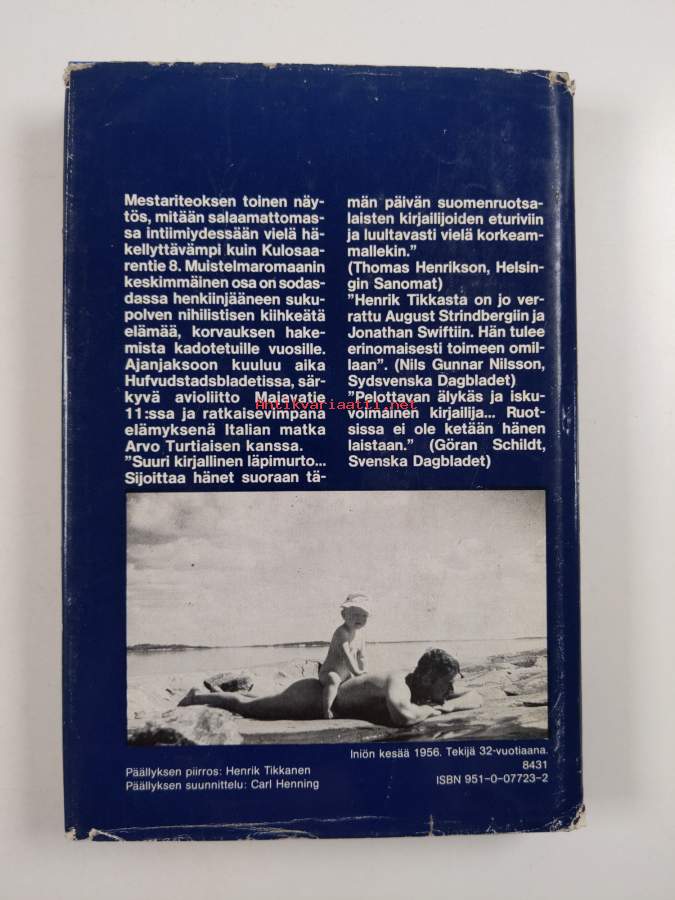 Mestariteoksen toinen näy-
tös, mitään salaamattomas-
sa intiimiydessään vielä hä-
kellyttävämpi kuin Kulosaa-
rentie 8. Muistelmaromaanin
keskimmäinen osa on sodas-
dassa henkiinjääneen suku-
polven nihilistisen kiihkeätä
elämää, korvauksen hake-
mista kadotetuille vuosille.
Ajanjaksoon kuuluu aika
Hufvudstadsbladetissa, sär-
kyvä avioliitto Majavatie
11:ssa ja ratkaisevimpana
elämyksenä Italian matka
Arvo Turtiaisen kanssa.
"Suuri kirjallinen läpimurto...
Sijoittaa hänet suoraan tä-
män päivän suomenruotsa-
laisten kirjailijoiden eturiviin
ja luultavasti vielä korkeam-
mallekin."
(Thomas Henrikson, Helsin-
gin Sanomat)
"Henrik Tikkasta on jo ver-
rattu August Strindbergiin ja
Jonathan Swiftiin. Hän tulee
erinomaisesti toimeen omil-
laan". (Nils Gunnar Nilsson,
Sydsvenska Dagbladet)
"Pelottavan älykäs ja isku-
voimainen kirjailija... Ruot-
sissa ei ole ketään hänen
laistaan." (Göran Schildt,
Svenska Dagbladet)
Antikvariaatti.net
Iniön kesää 1956. Tekijä 32-vuotiaana.
8431
Päällyksen piirros: Henrik Tikkanen
Päällyksen suunnittelu: Carl Henning
ISBN 951-0-07723-2